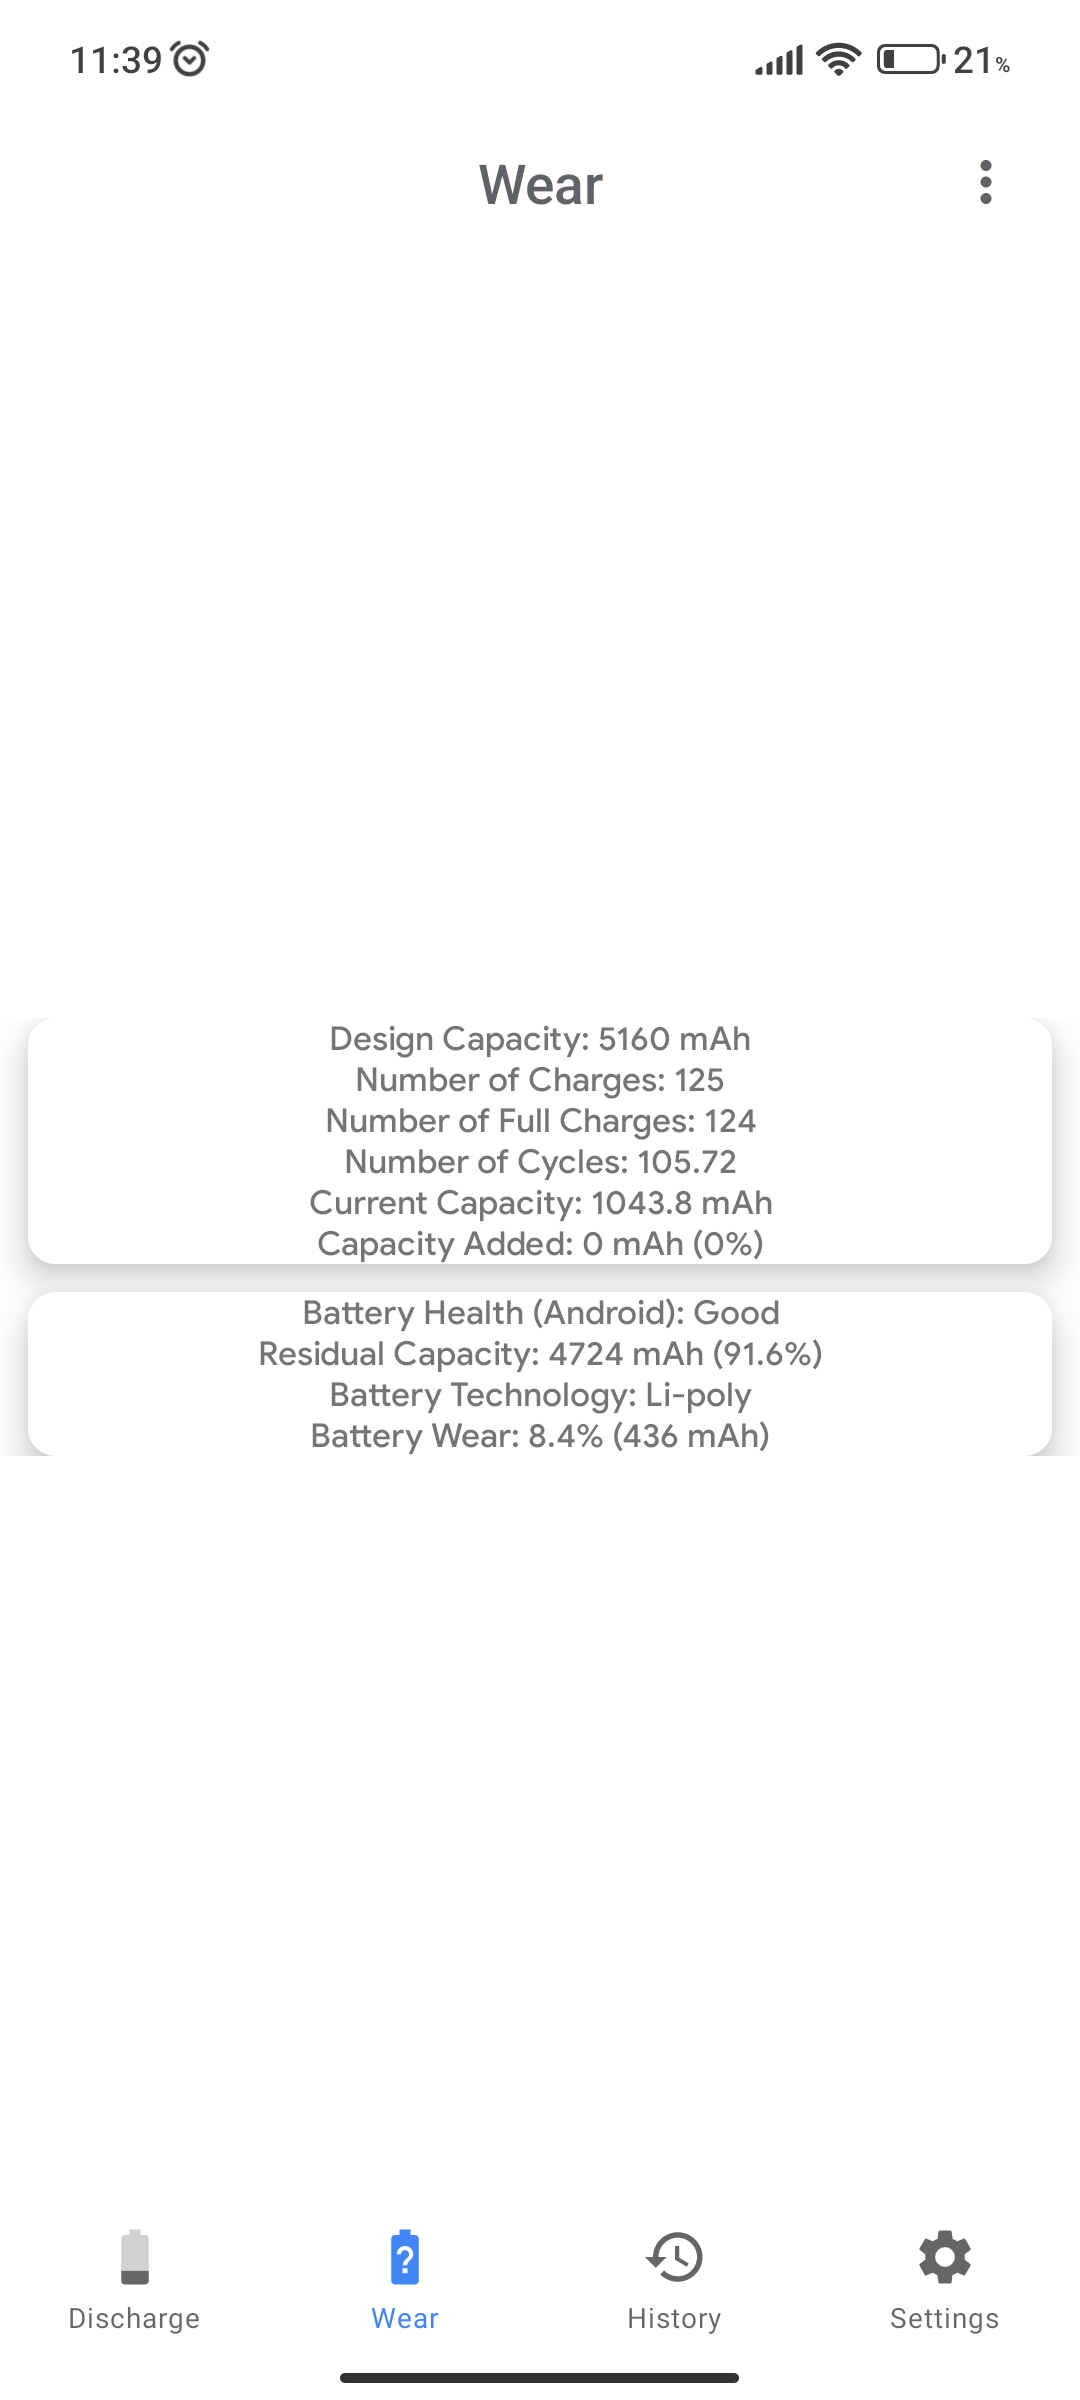 11:39
21%
Wear
Design Capacity: 5160 mAh
Number of Charges: 125
Number of Full Charges: 124
Number of Cycles: 105.72
Current Capacity: 1043.8 mAh
Capacity Added: 0 mAh (0%)
Battery Health (Android): Good
Residual Capacity: 4724 mAh (91.6%)
Battery Technology: Li-poly
Battery Wear: 8.4% (436 mAh)
?
Discharge
Wear
History
Settings